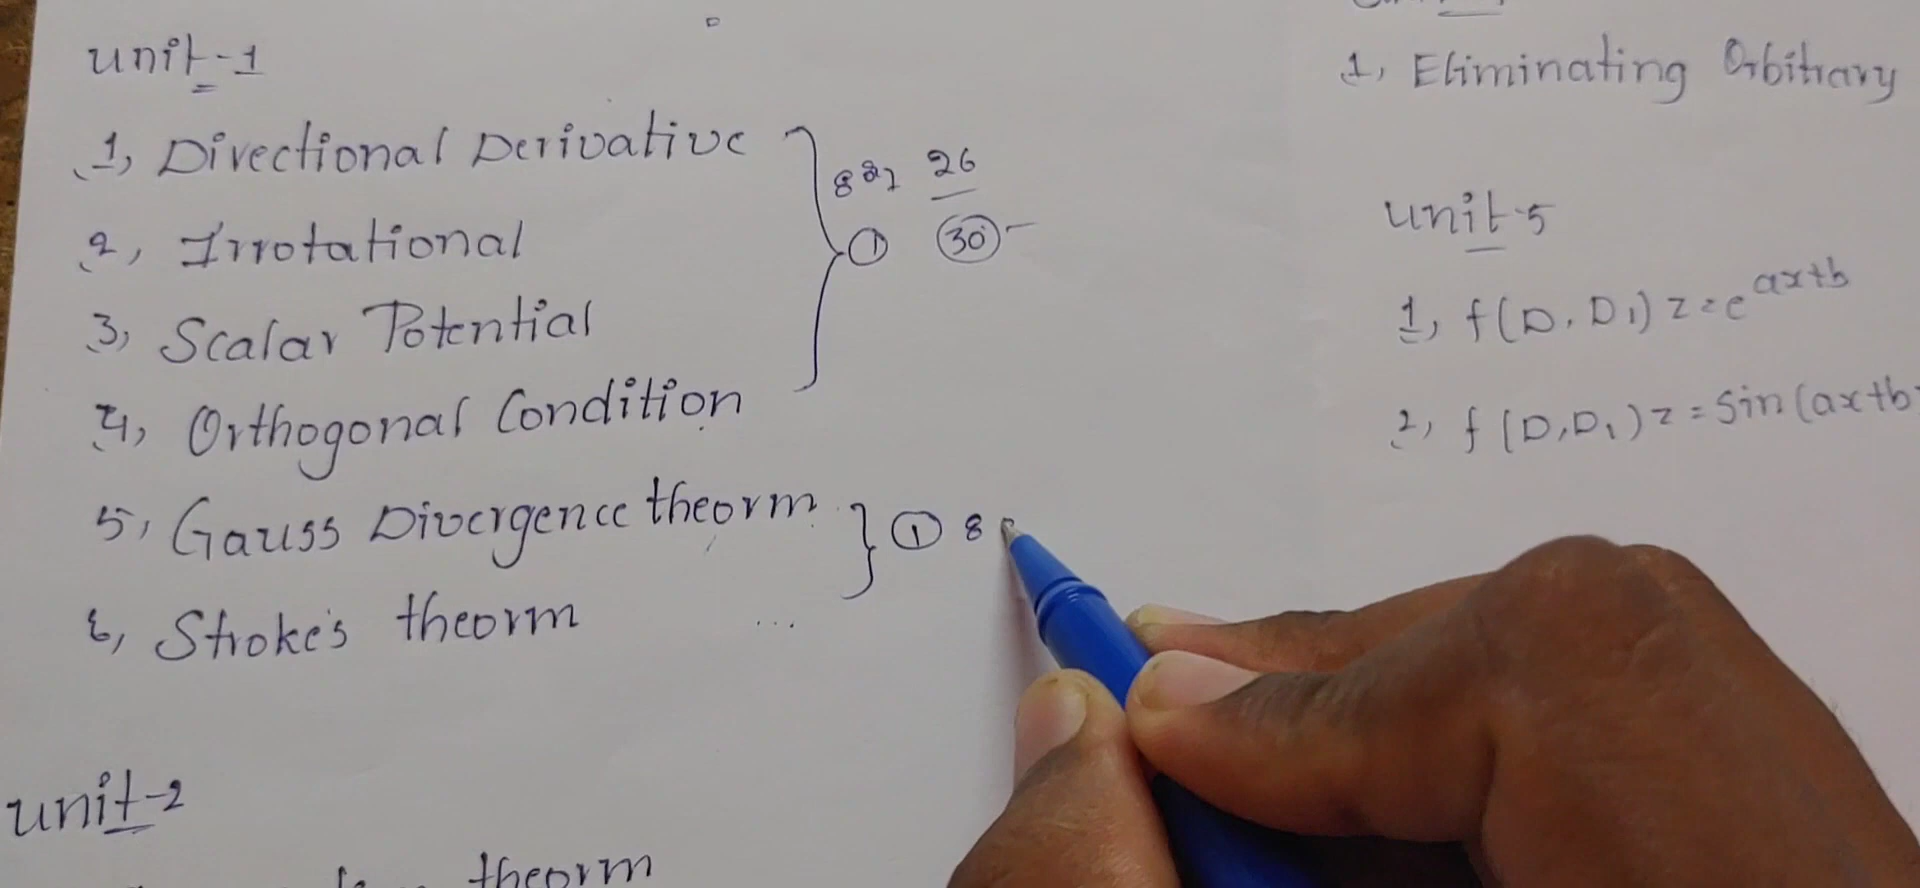 Unit-1
1, Directional Derivative
2, Irrotational
3, Scalar Potential
4, Orthogonal Condition
26
① 30
5, Gauss Divergence theorm
① 8
6, Stroke's theorm
Unit-2
theorm
1, Eliminating Orbitrary
Unit-5
1, f(D, D1) z = e^ax+b
2, f(D, D1) z = Sin(ax+b